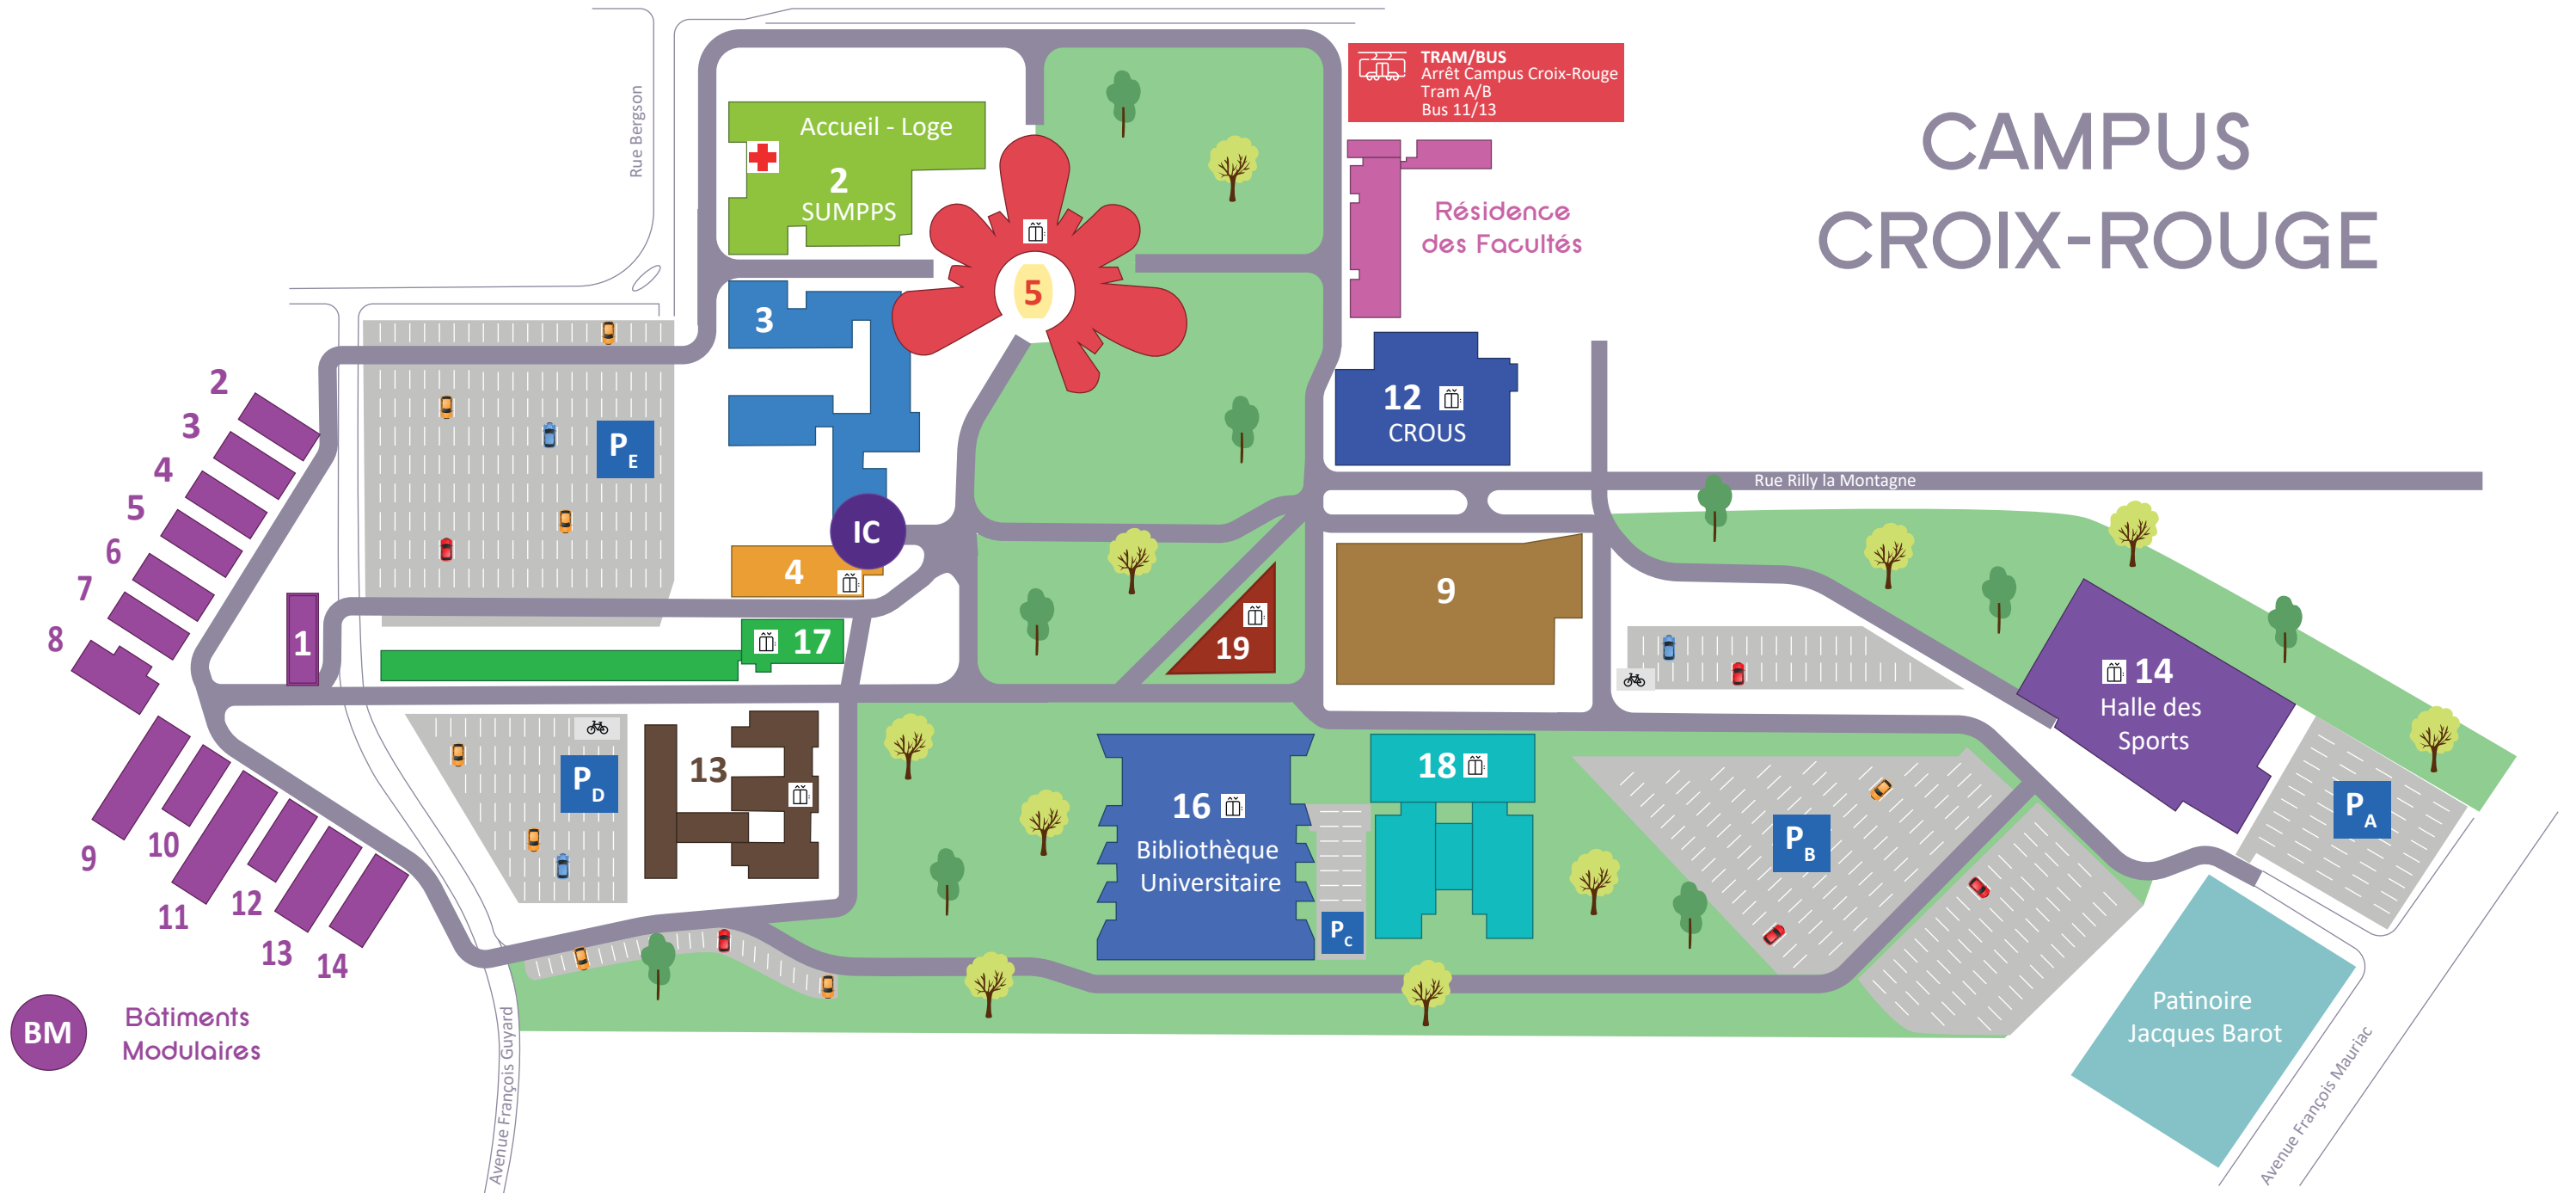 CAMPUS
CROIX-ROUGE
TRAM/BUS
Arrêt Campus Croix-Rouge
Tram A/B
Bus 11/13
Rue Bergson
Accueil - Loge
2
SUMPPS
Résidence
des Facultés
5
3
12
CROUS
PE
Rue Rilly la Montagne
IC
4
9
17
19
1
2
3
4
5
6
7
8
9
10
11
12
13
14
14
Halle des
Sports
PA
13
PD
16
Bibliothèque
Universitaire
18
PC
PB
Patinoire
Jacques Barot
BM
Bâtiments
Modulaires
Avenue François Guyard
Avenue François Mauriac